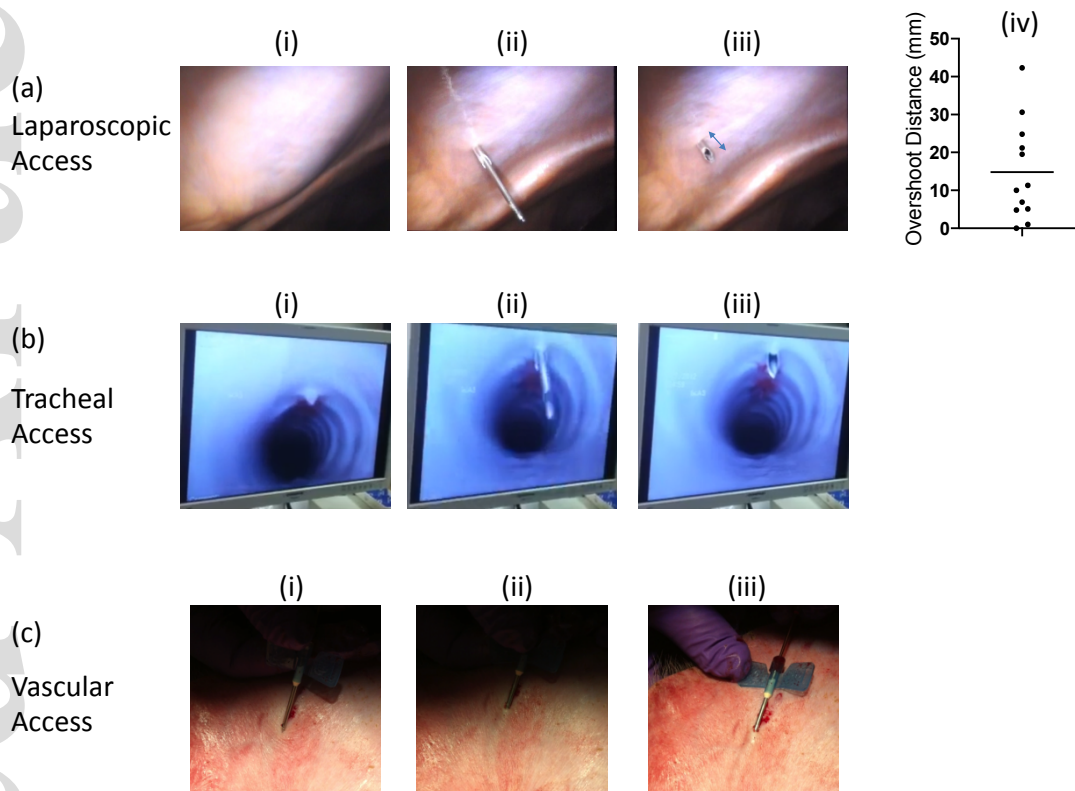 (i)
(ii)
(iii)
(iv)
(a)
Laparoscopic
Access
Overshoot Distance (mm)
50
40
30
20
10
0
(i)
(ii)
(iii)
(b)
Tracheal
Access
(i)
(ii)
(iii)
(c)
Vascular
Access